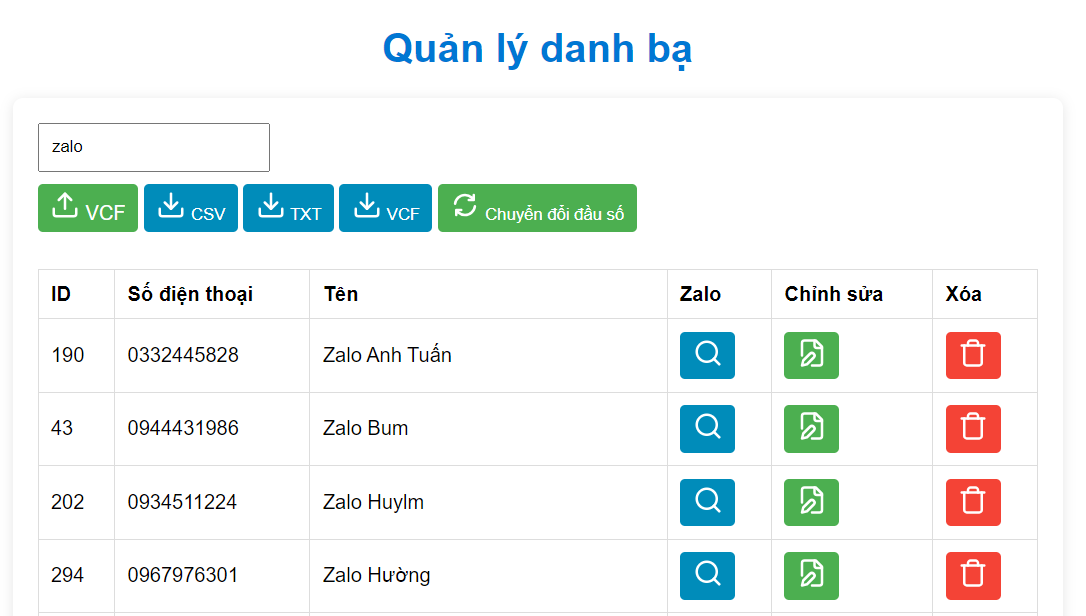 Quản lý danh bạ
zalo
VCF CSV TXT VCF Chuyển đổi đầu số
ID Số điện thoại Tên Zalo Chỉnh sửa Xóa
190 0332445828 Zalo Anh Tuấn
43 0944431986 Zalo Bum
202 0934511224 Zalo Huylm
294 0967976301 Zalo Hường